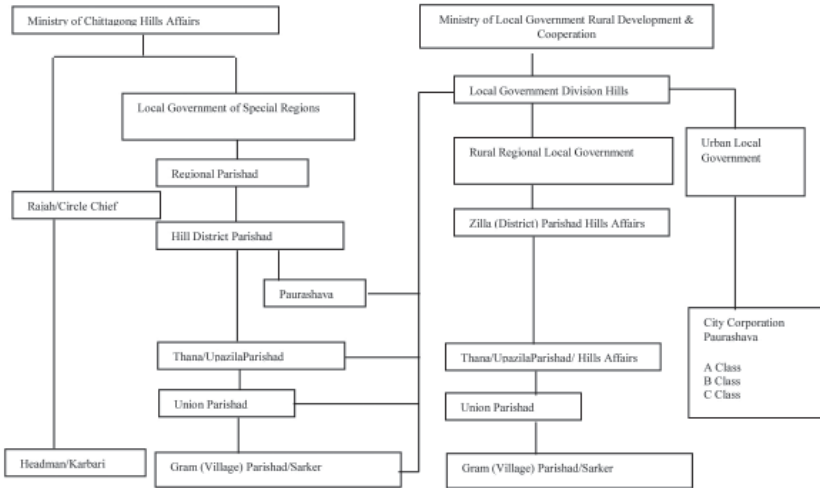 Ministry of Chittagong Hills Affairs
Ministry of Local Government Rural Development &
Cooperation
Local Government of Special Regions
Local Government Division Hills
Regional Parishad
Rural Regional Local Government
Urban Local
Government
Rajah/Circle Chief
Hill District Parishad
Zilla (District) Parishad Hills Affairs
Paurashava
City Corporation
Paurashava
A Class
B Class
C Class
Thana/UpazilaParishad
Thana/UpazilaParishad/ Hills Affairs
Union Parishad
Union Parishad
Headman/Karbari
Gram (Village) Parishad/Sarker
Gram (Village) Parishad/Sarker